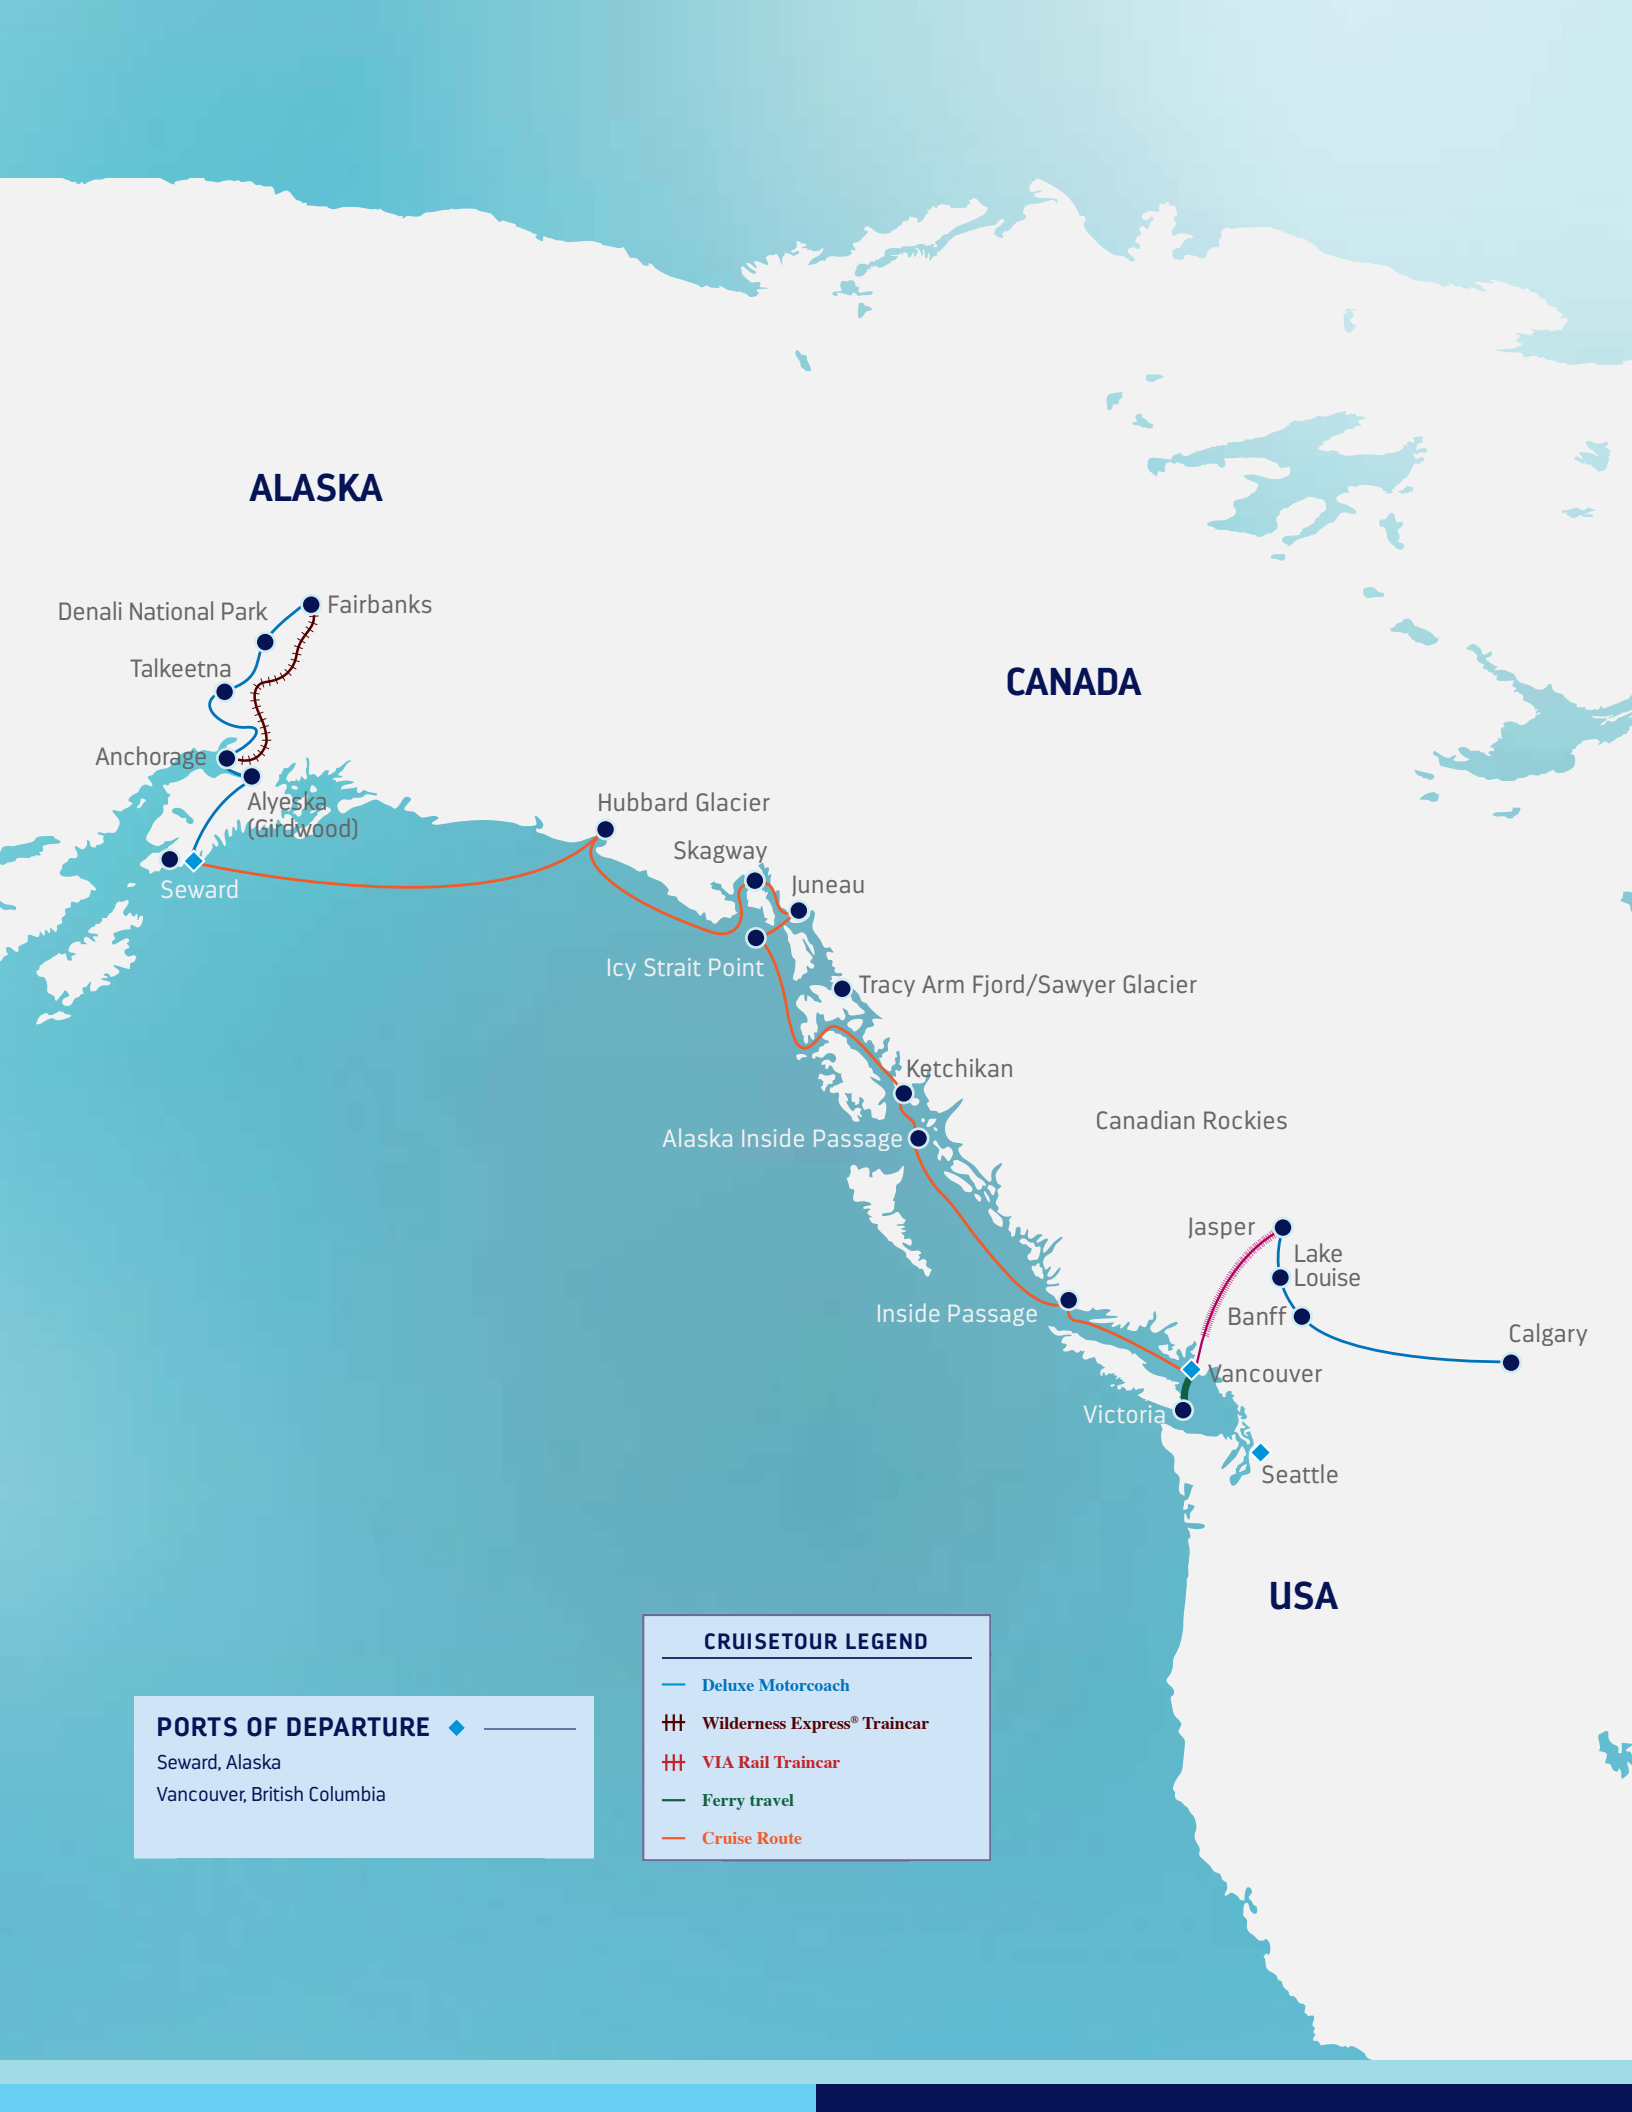 ALASKA
Denali National Park
Fairbanks
Talkeetna
CANADA
Anchorage
Alyeska
(Girdwood)
Hubbard Glacier
Skagway
Juneau
Seward
Icy Strait Point
Tracy Arm Fjord/Sawyer Glacier
Ketchikan
Canadian Rockies
Alaska Inside Passage
Jasper
Lake
Louise
Inside Passage
Banff
Calgary
Vancouver
Victoria
Seattle
USA
CRUISETOUR LEGEND
Deluxe Motorcoach
Wilderness Express® Traincar
VIA Rail Traincar
Ferry travel
Cruise Route
PORTS OF DEPARTURE
Seward, Alaska
Vancouver, British Columbia